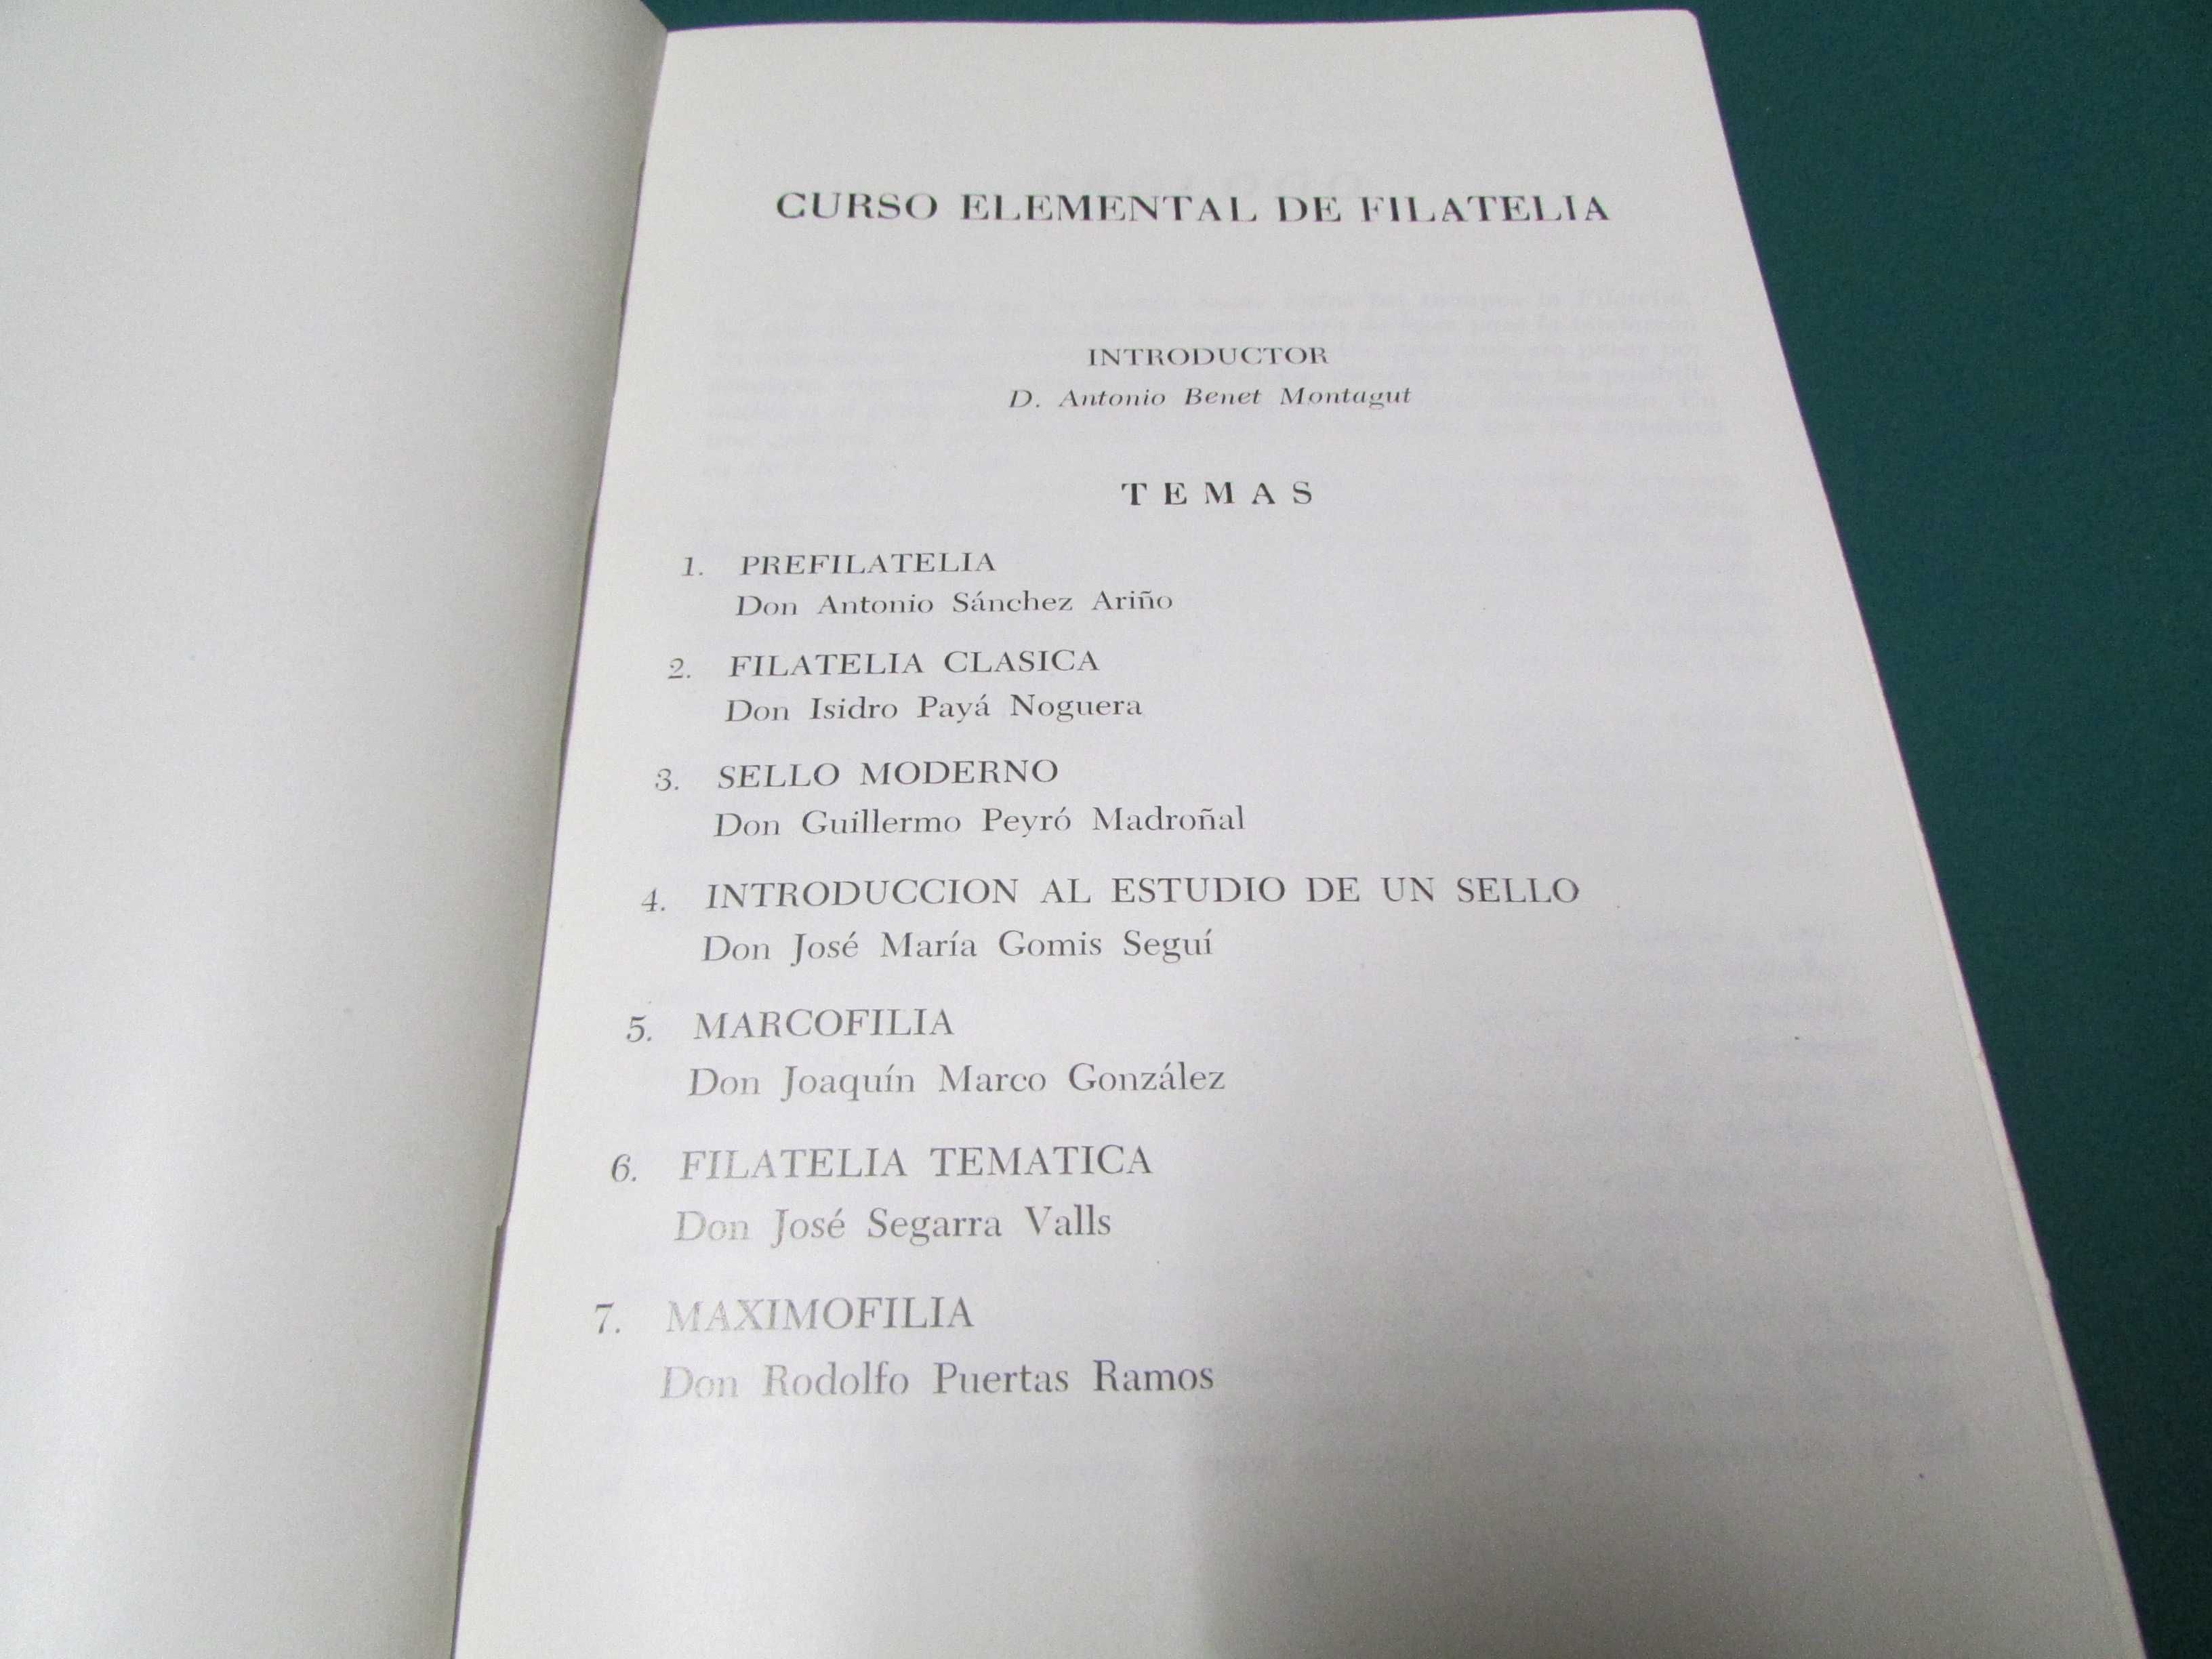 CURSO ELEMENTAL DE FILATELIA
INTRODUCTOR
D. Antonio Benet Montagut
TEMAS
1. PREFILATELIA
Don Antonio Sánchez Ariño
2. FILATELIA CLASICA
Don Isidro Payá Noguera
3. SELLO MODERNO
Don Guillermo Peyró Madroñal
4. INTRODUCCION AL ESTUDIO DE UN SELLO
Don José María Gomis Seguí
5. MARCOFILIA
Don Joaquín Marco González
6. FILATELIA TEMATICA
Don José Segarra Valls
7. MAXIMOFILIA
Don Rodolfo Puertas Ramos